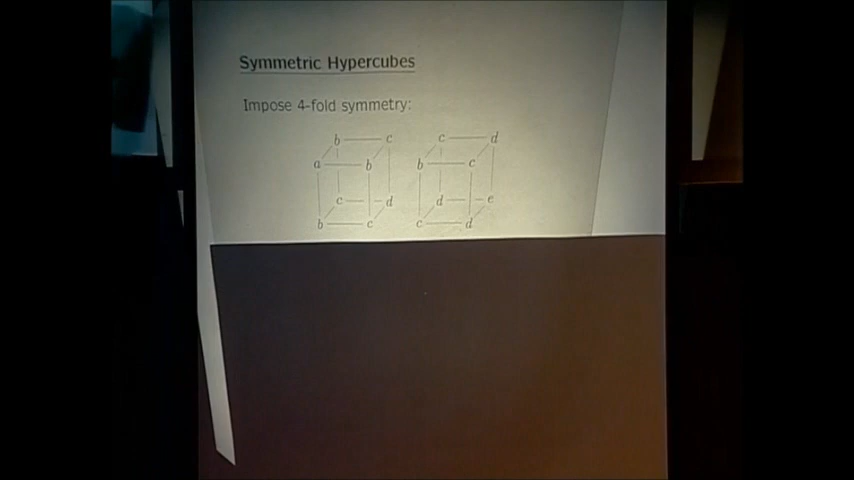 Symmetric Hypercubes
Impose 4-fold symmetry:
b c c d
a b b c
c d d e
b c c d